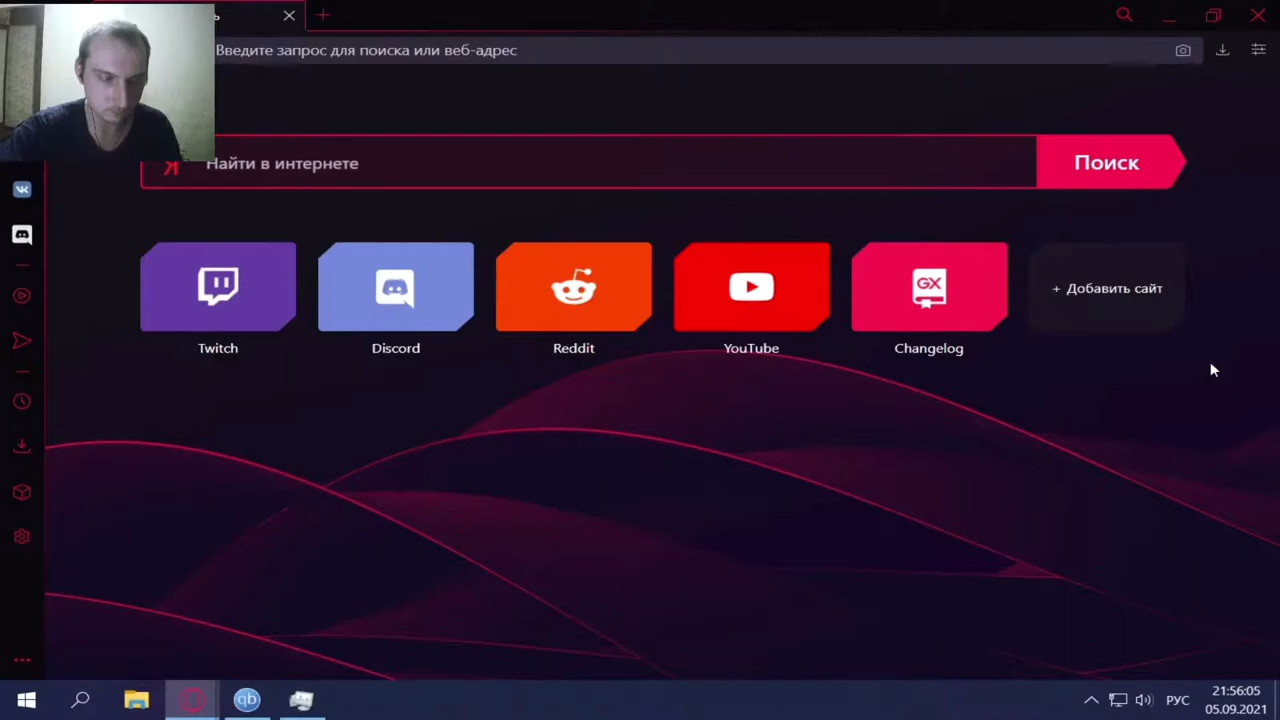 ь
Введите запрос для поиска или веб-адрес
Я Найти в интернете
Поиск
GX
+ Добавить сайт
Twitch
Discord
Reddit
YouTube
Changelog
qb
РУС
21:56:05
05.09.2021